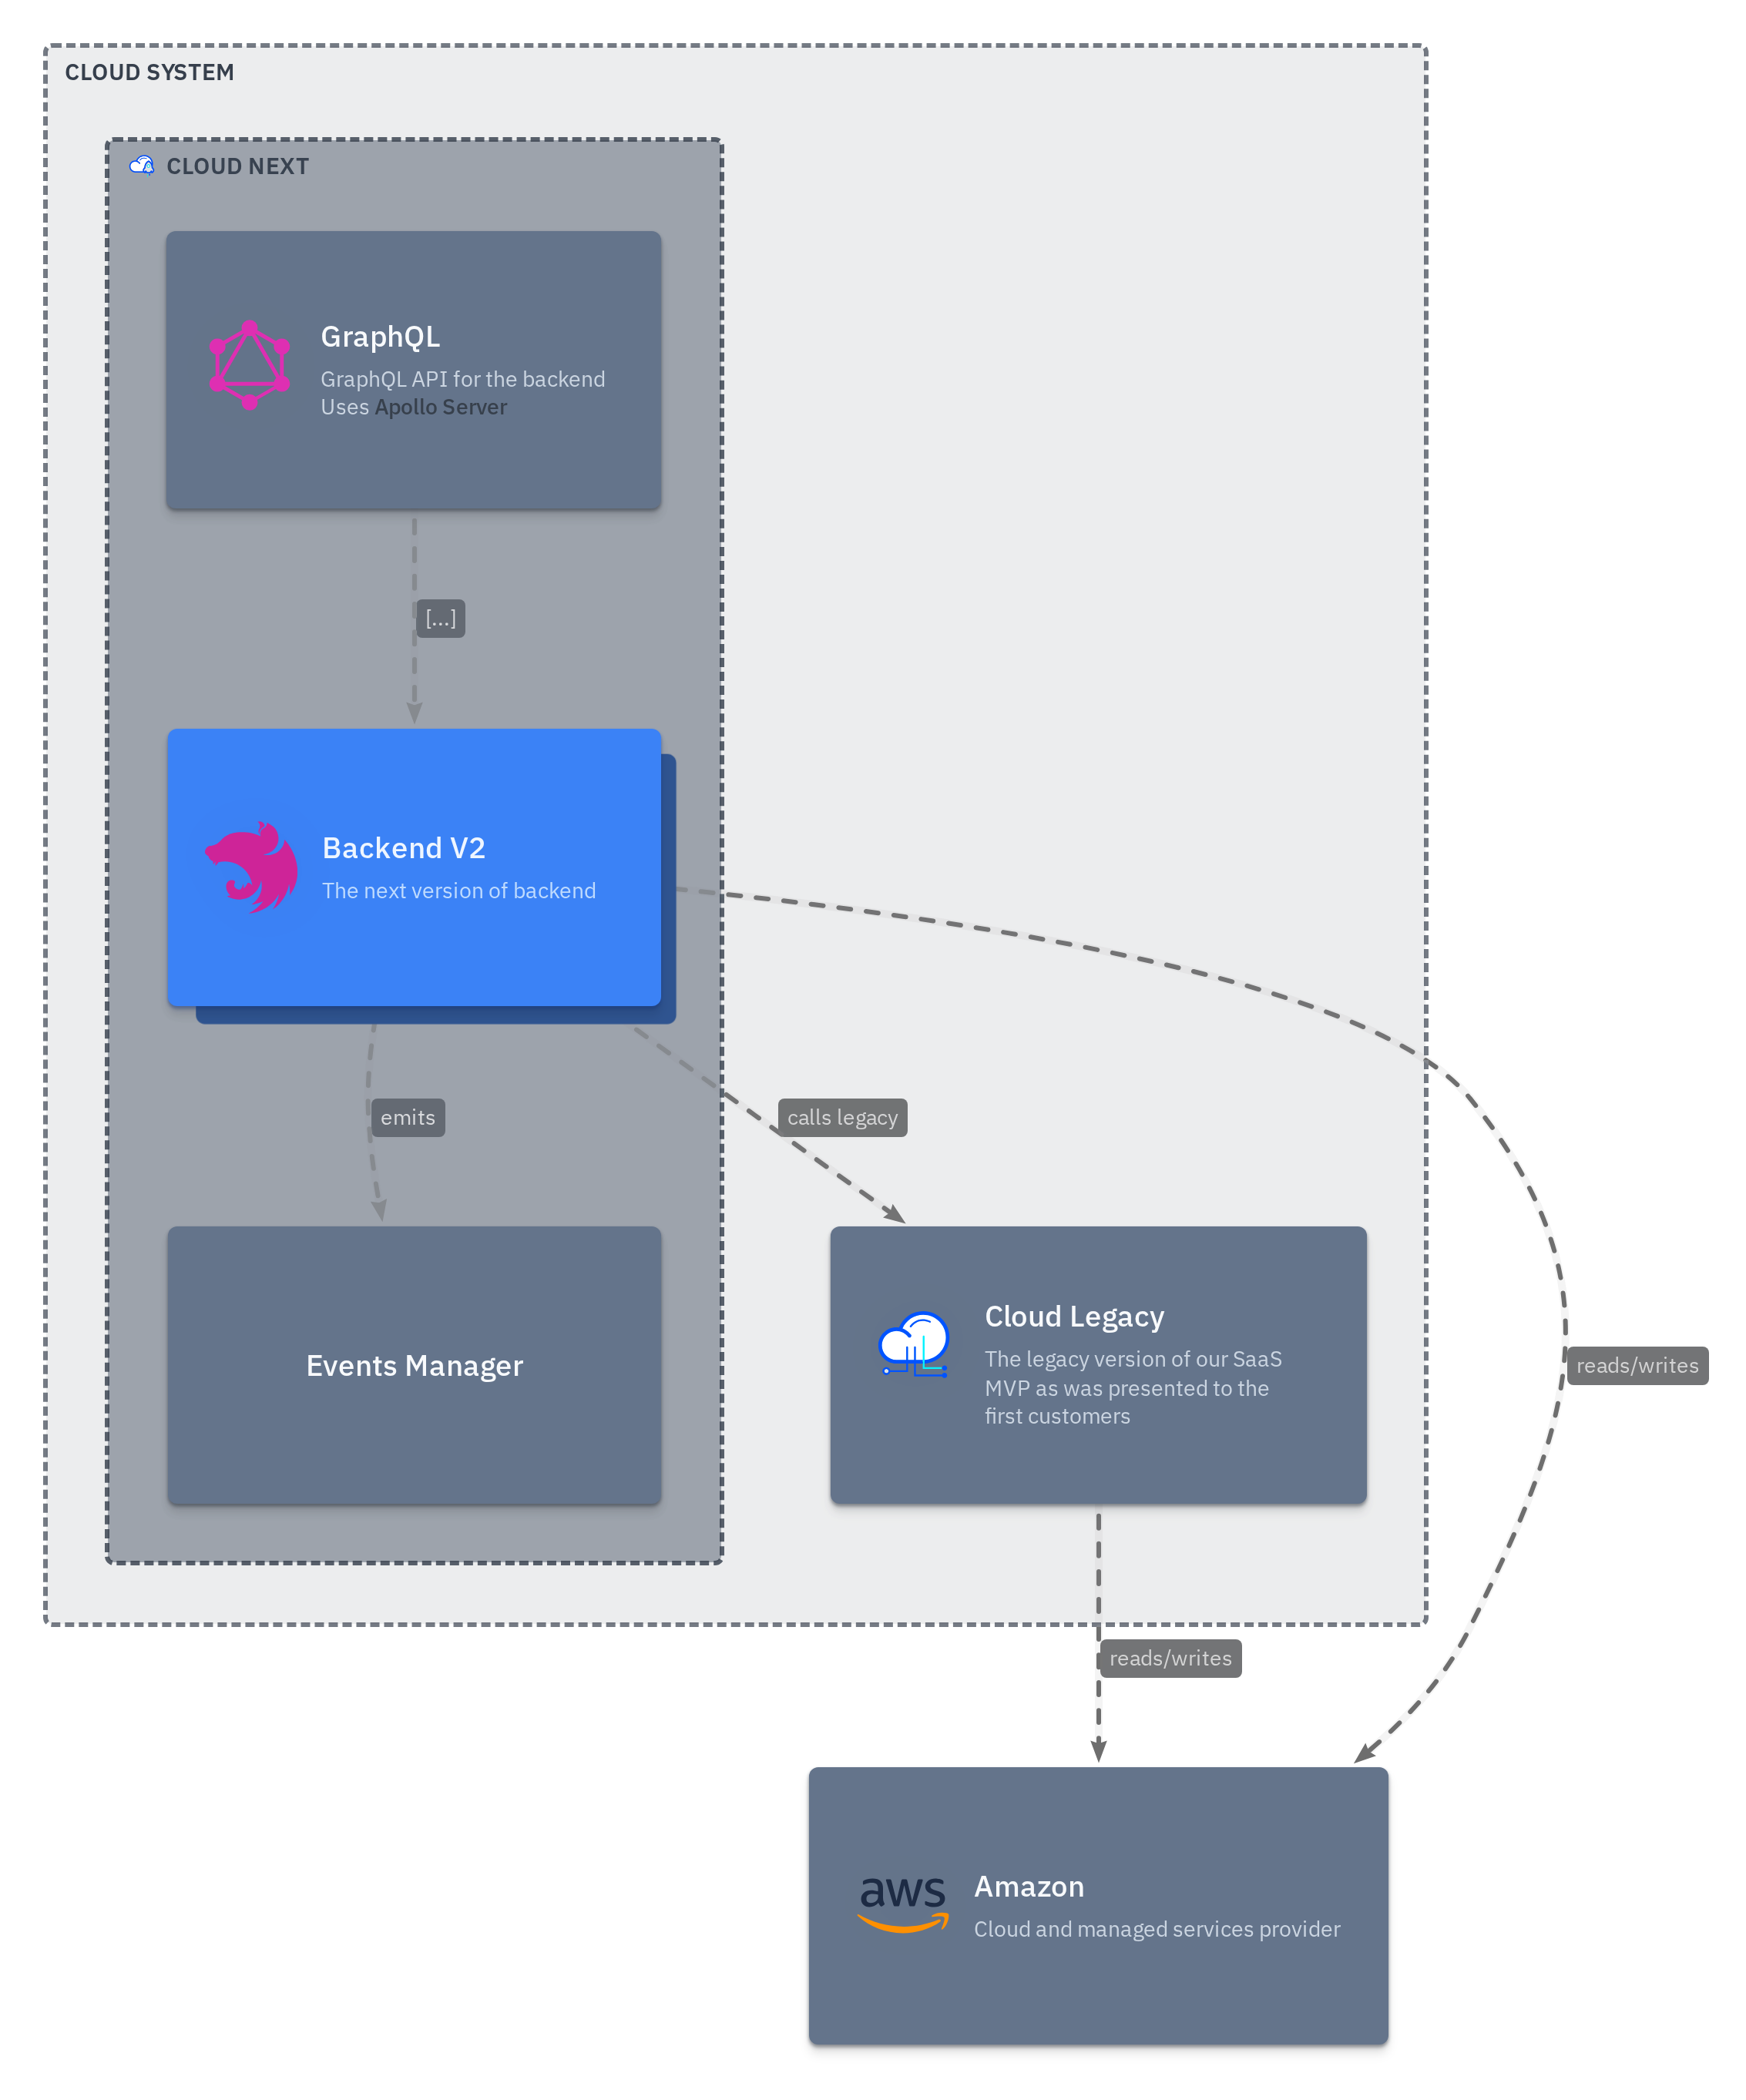 CLOUD SYSTEM
CLOUD NEXT
GraphQL
GraphQL API for the backend
Uses Apollo Server
[...]
Backend V2
The next version of backend
emits
calls legacy
Events Manager
Cloud Legacy
The legacy version of our SaaS
MVP as was presented to the
first customers
reads/writes
reads/writes
aws
Amazon
Cloud and managed services provider